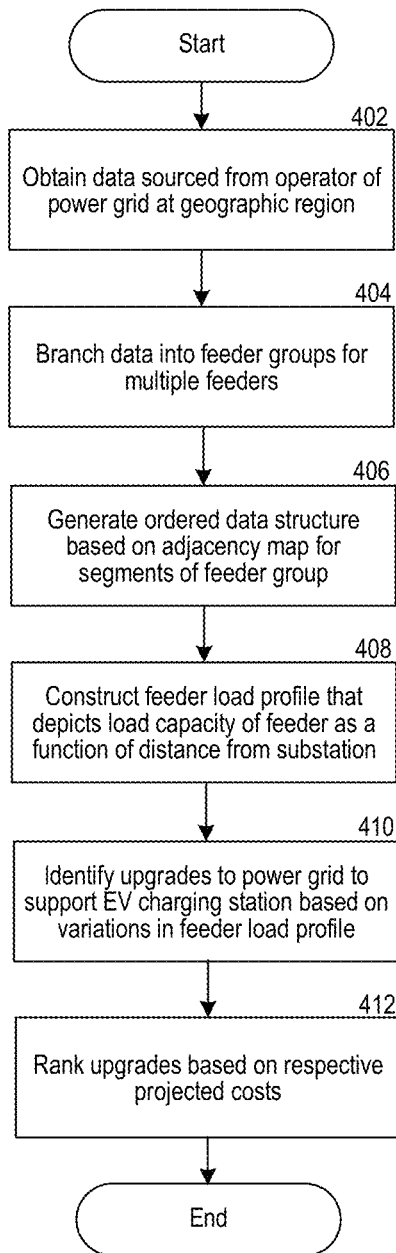 Start
402
Obtain data sourced from operator of
power grid at geographic region
404
Branch data into feeder groups for
multiple feeders
406
Generate ordered data structure
based on adjacency map for
segments of feeder group
408
Construct feeder load profile that
depicts load capacity of feeder as a
function of distance from substation
410
Identify upgrades to power grid to
support EV charging station based on
variations in feeder load profile
412
Rank upgrades based on respective
projected costs
End